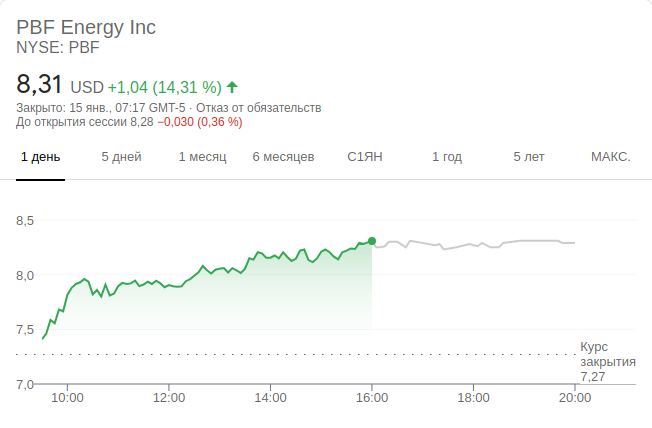 PBF Energy Inc
NYSE: PBF
8,31 USD +1,04 (14,31 %)
Закрыто: 15 янв., 07:17 GMT-5 · Отказ от обязательств
До открытия сессии 8,28 −0,030 (0,36 %)
1 день 5 дней 1 месяц 6 месяцев С1ЯН 1 год 5 лет МАКС.
8,5
8,0
7,5
7,0
Курс
закрытия
7,27
10:00 12:00 14:00 16:00 18:00 20:00